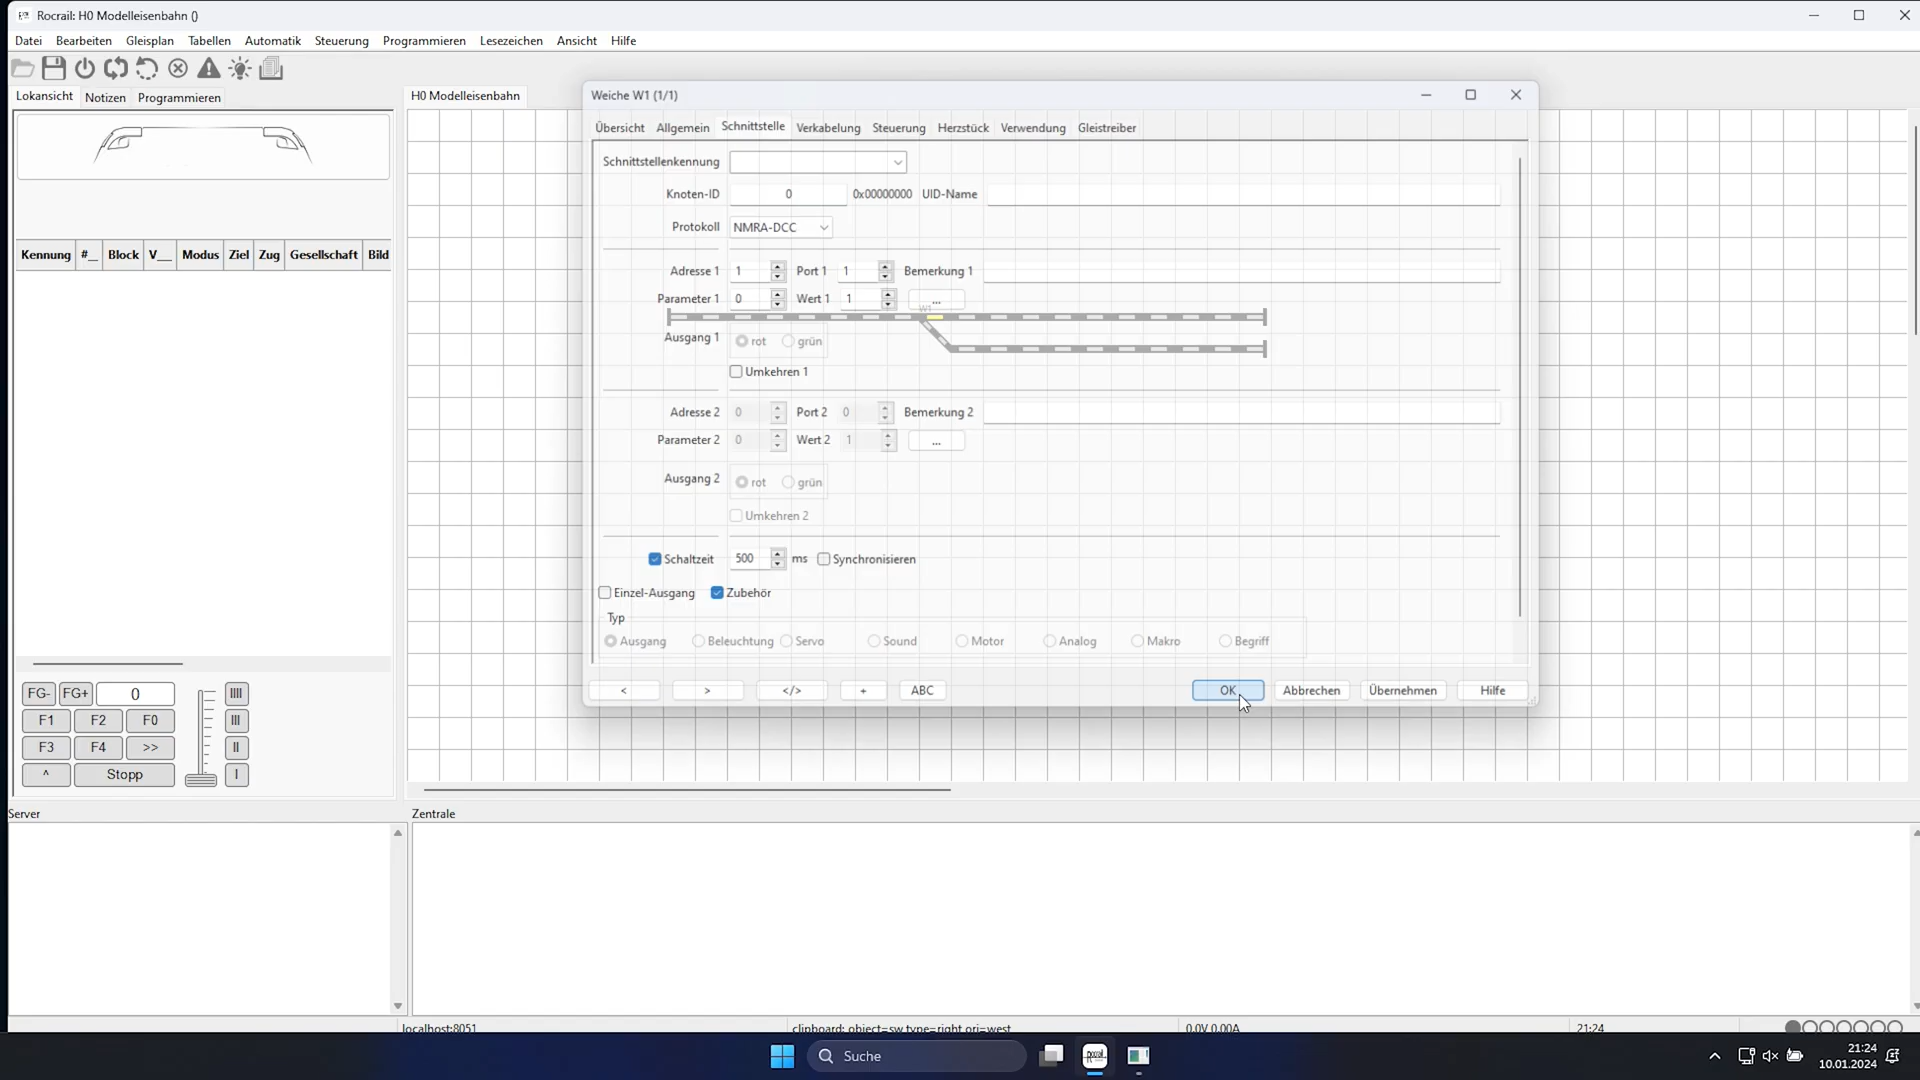 Rocrail: H0 Modelleisenbahn ()
Datei Bearbeiten Gleisplan Tabellen Automatik Steuerung Programmieren Lesezeichen Ansicht Hilfe
Lokansicht Notizen Programmieren
H0 Modelleisenbahn
Kennung #_ Block V__ Modus Ziel Zug Gesellschaft Bild
FG- FG+ 0 IIII
F1 F2 F0 III
F3 F4 >> II
^ Stopp I
Weiche W1 (1/1)
Übersicht Allgemein Schnittstelle Verkabelung Steuerung Herzstück Verwendung Gleistreiber
Schnittstellenkennung
Knoten-ID 0 0x00000000 UID-Name
Protokoll NMRA-DCC
Adresse 1 1 Port 1 1 Bemerkung 1
Parameter 1 0 Wert 1 1 ...
W1
Ausgang 1 rot grün
Umkehren 1
Adresse 2 0 Port 2 0 Bemerkung 2
Parameter 2 0 Wert 2 1 ...
Ausgang 2 rot grün
Umkehren 2
Schaltzeit 500 ms Synchronisieren
Einzel-Ausgang Zubehör
Typ
Ausgang Beleuchtung Servo Sound Motor Analog Makro Begriff
< > </> + ABC OK Abbrechen Übernehmen Hilfe
Server Zentrale
localhost:8051 clipboard: object=sw type=right ori=west 0.0V 0.00A 21:24
Suche
21:24
10.01.2024